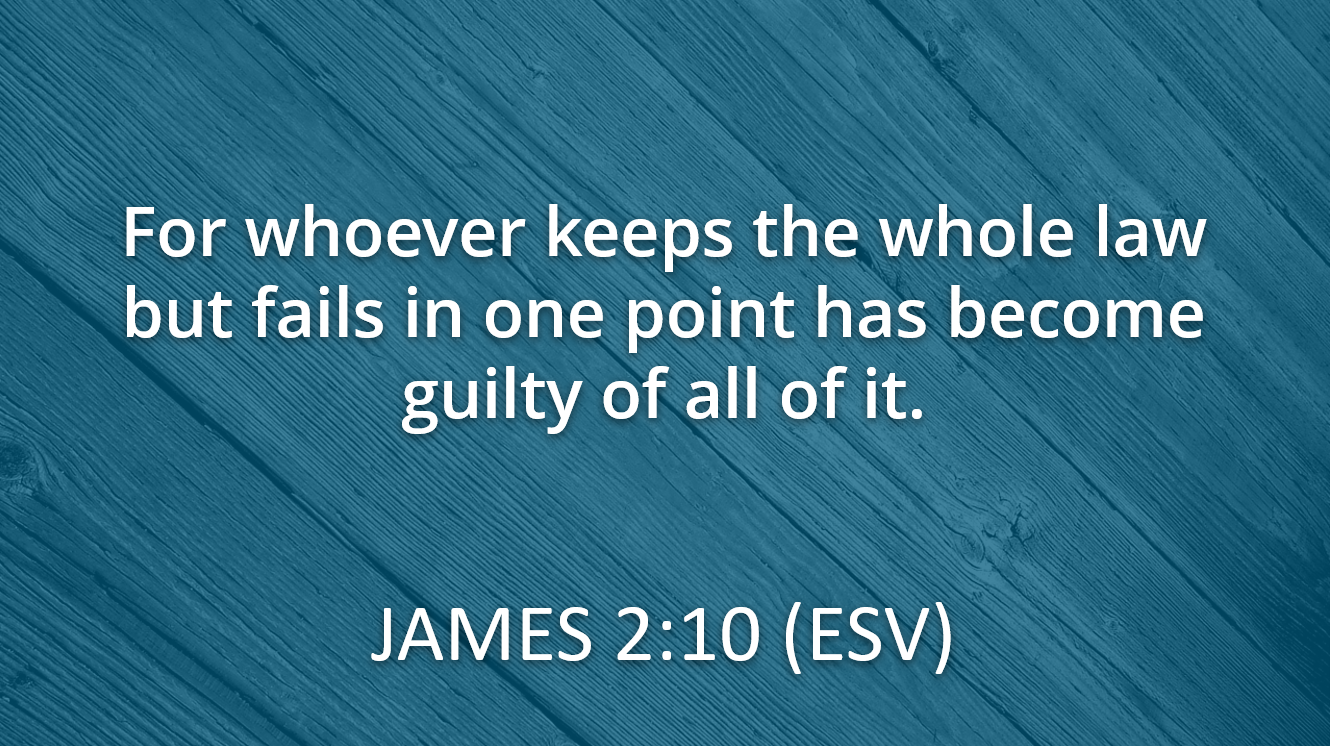 For whoever keeps the whole law
but fails in one point has become
guilty of all of it.
JAMES 2:10 (ESV)